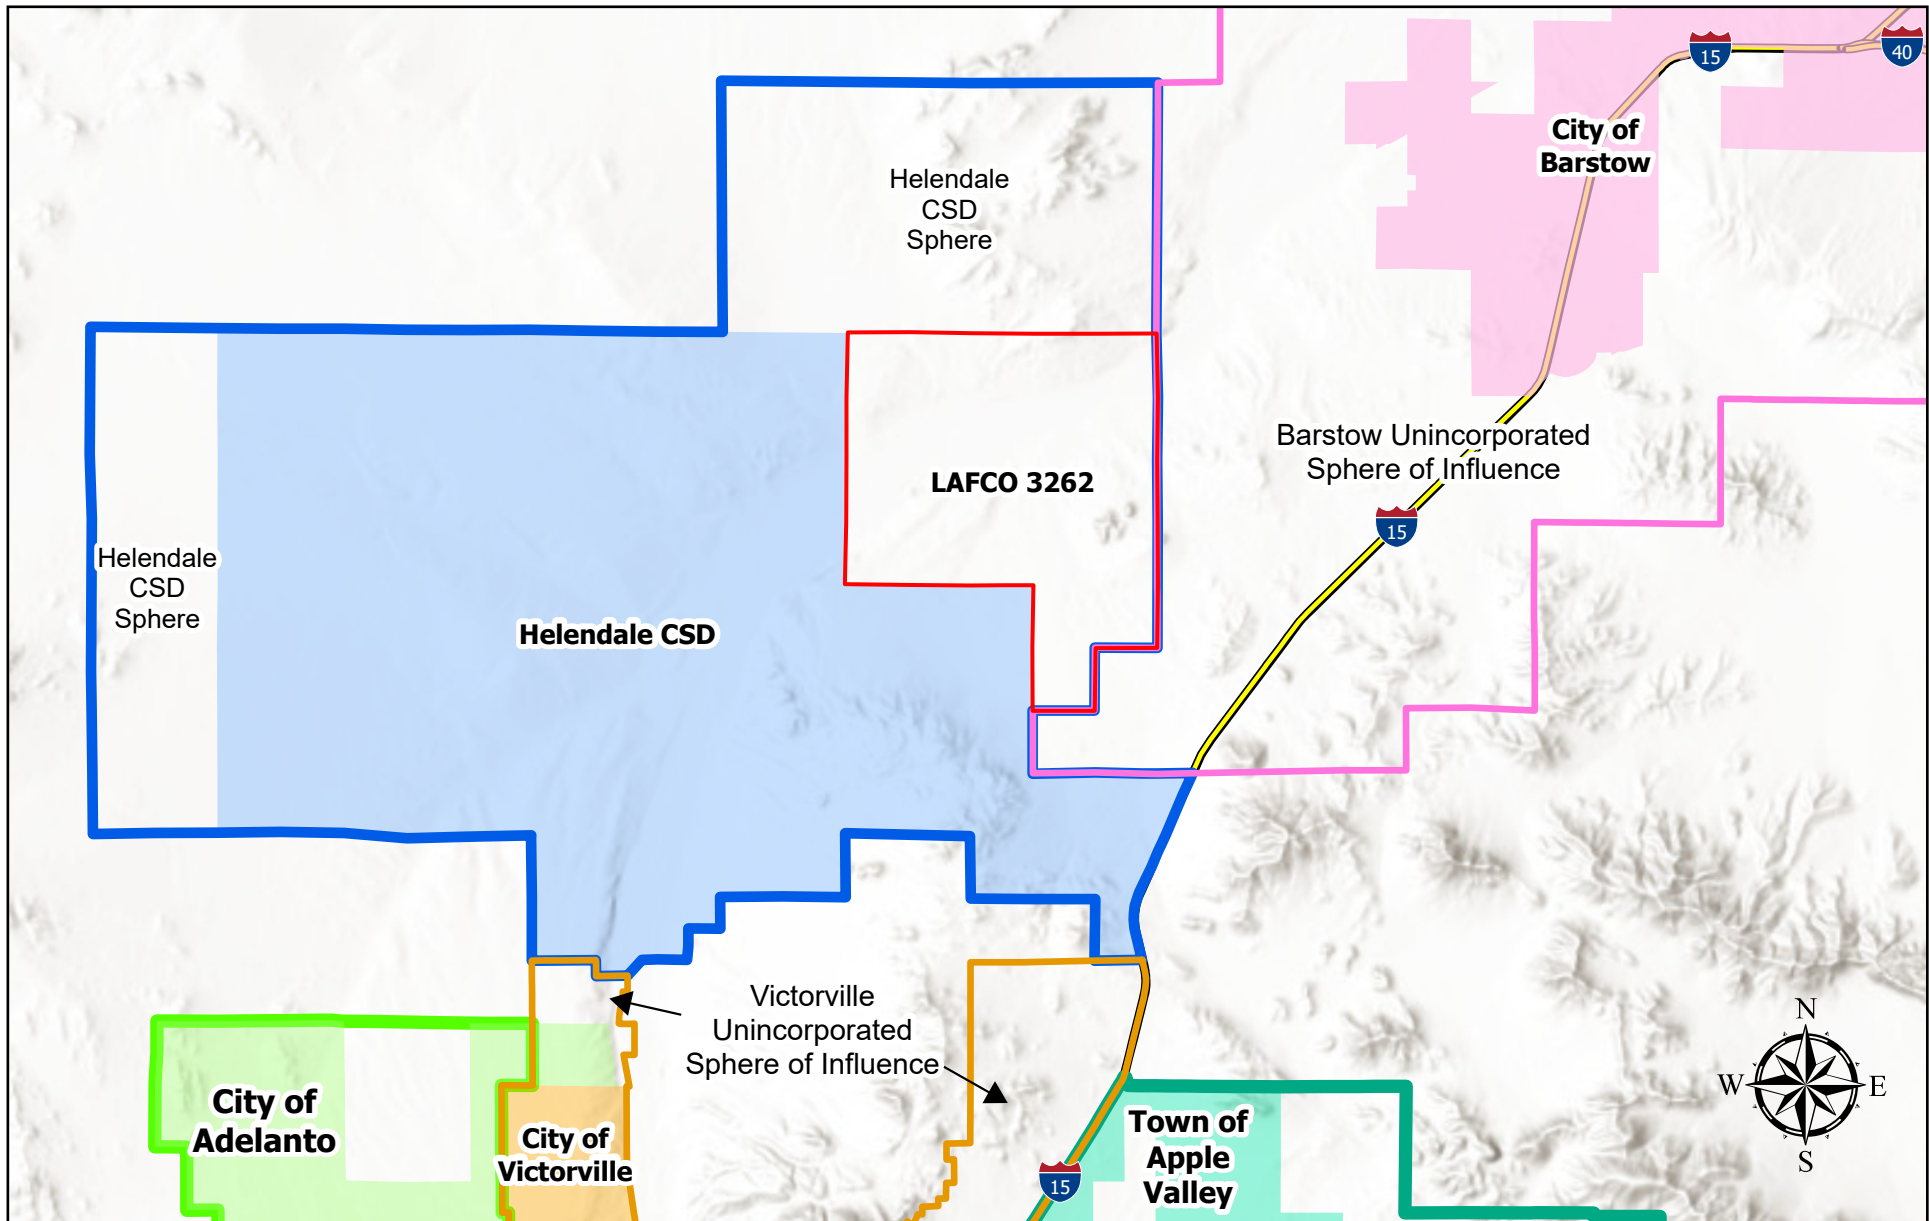 15
40
City of
Barstow
Helendale
CSD
Sphere
Barstow Unincorporated
Sphere of Influence
LAFCO 3262
15
Helendale
CSD
Sphere
Helendale CSD
Victorville
Unincorporated
Sphere of Influence
N
W
E
S
City of
Adelanto
City of
Victorville
Town of
Apple
Valley
15